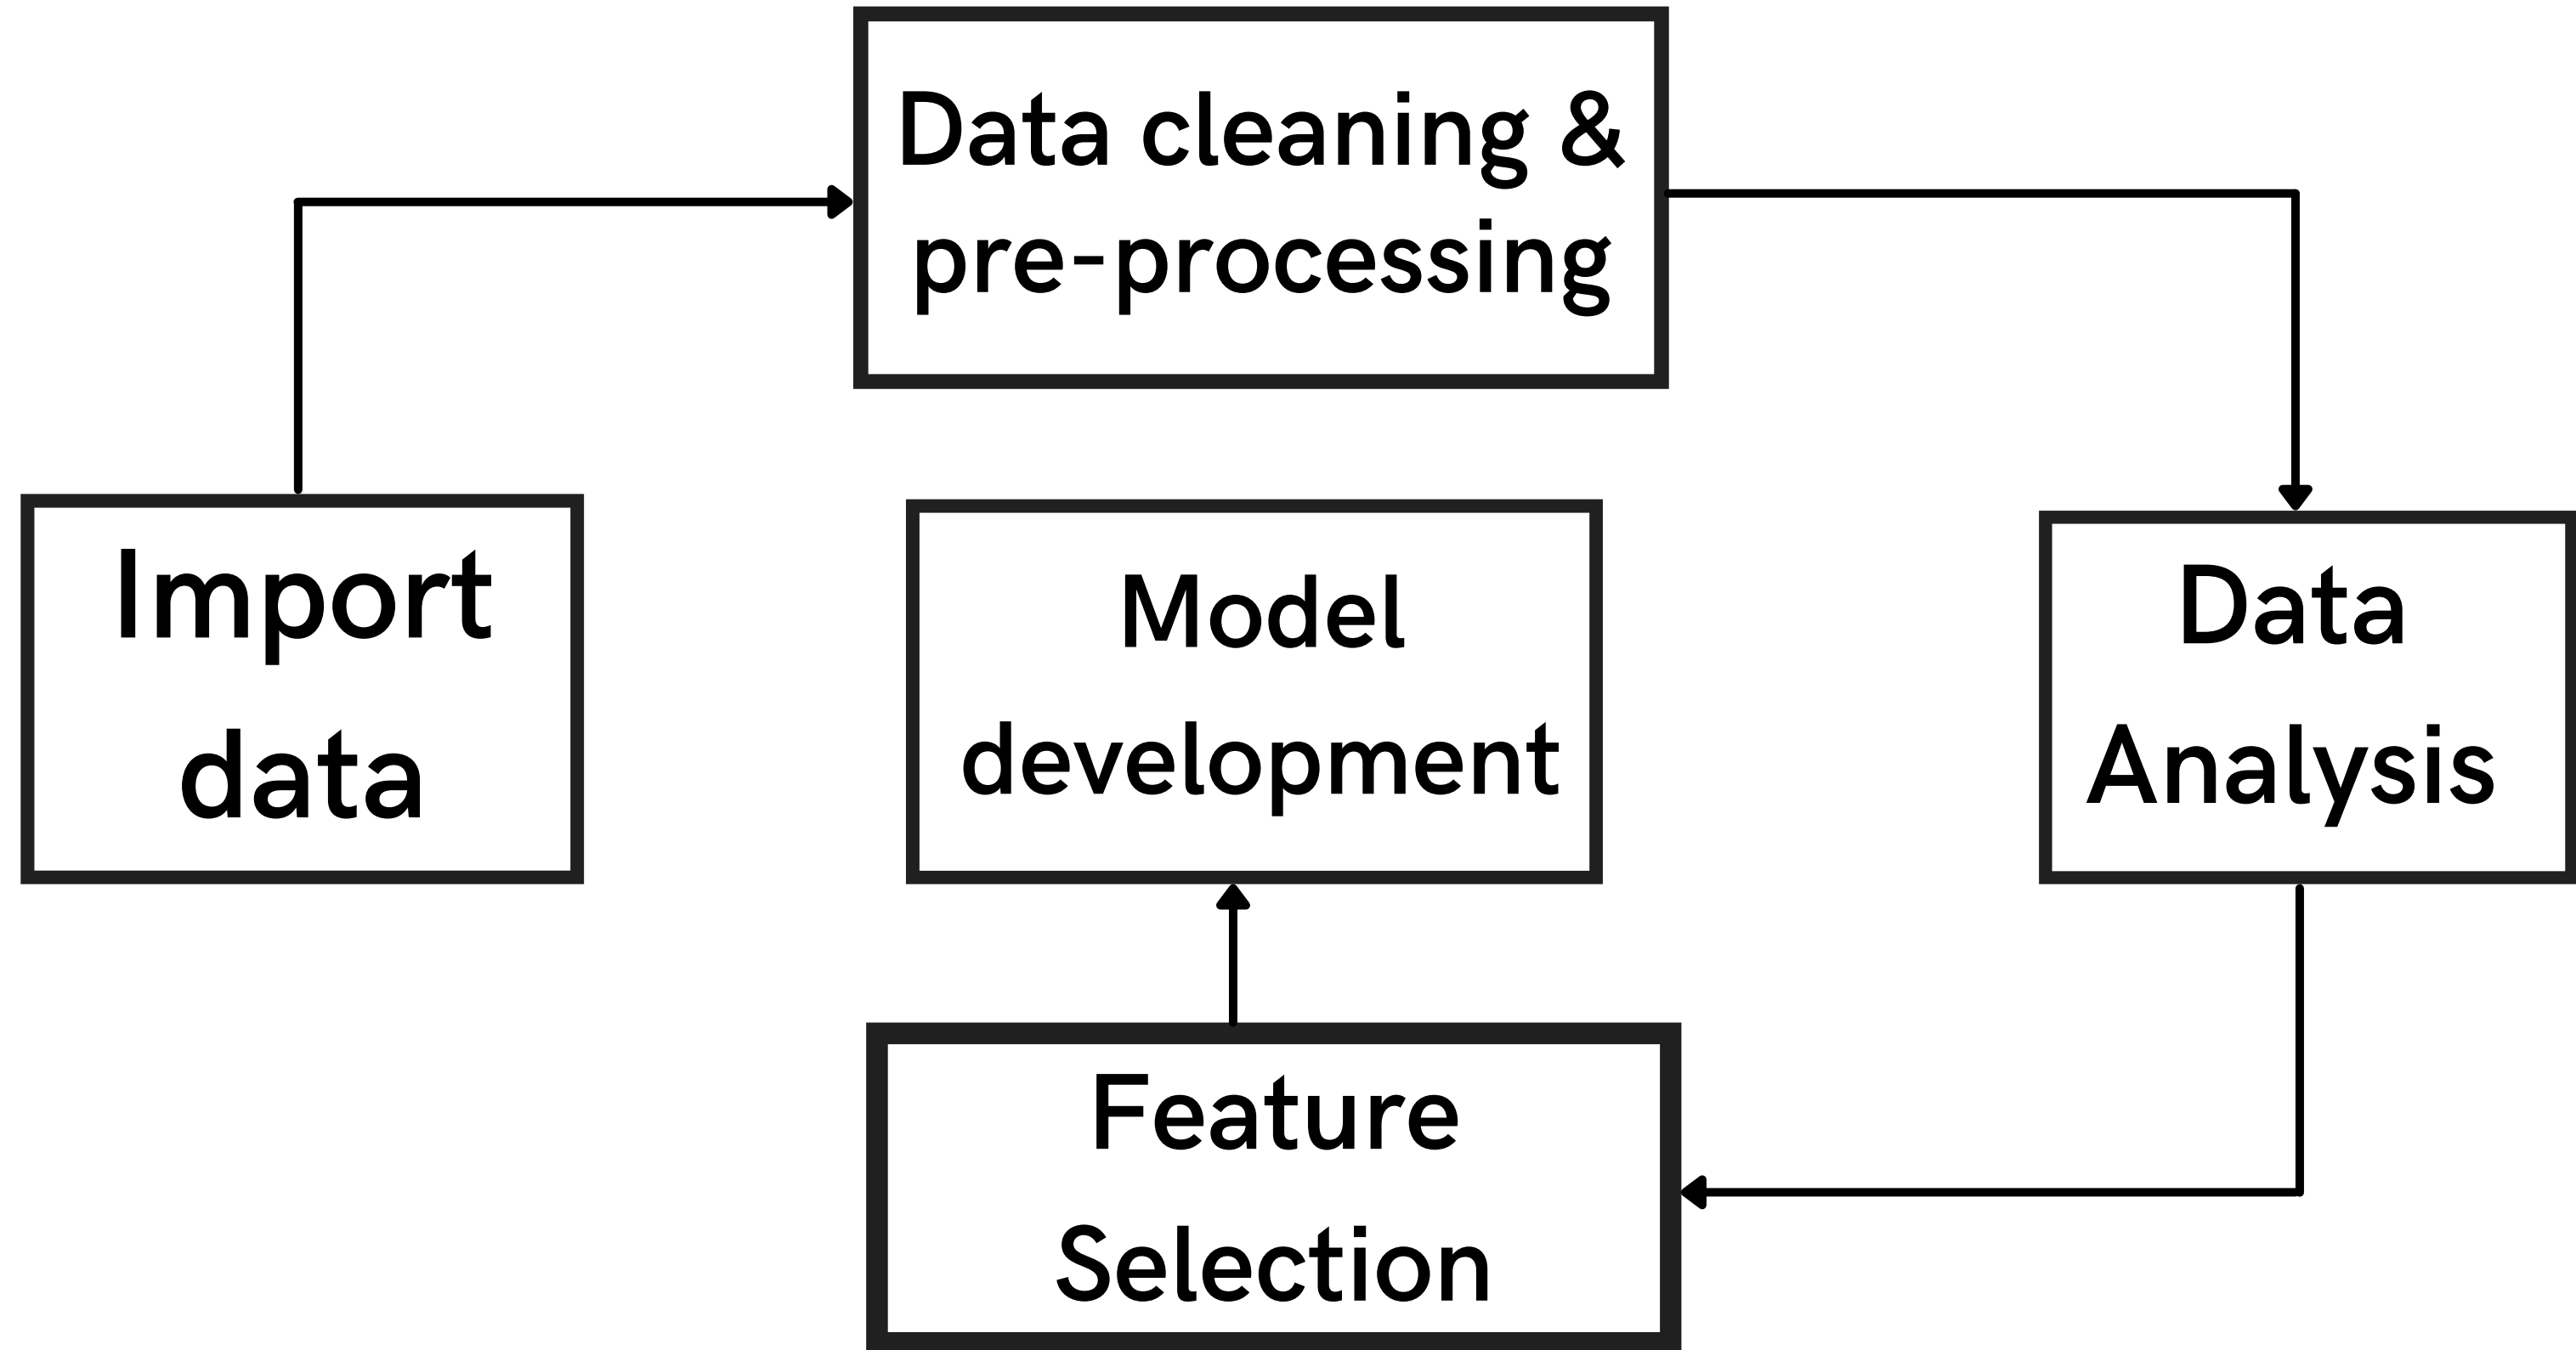 Data cleaning &
pre-processing
Import
data
Model
development
Data
Analysis
Feature
Selection